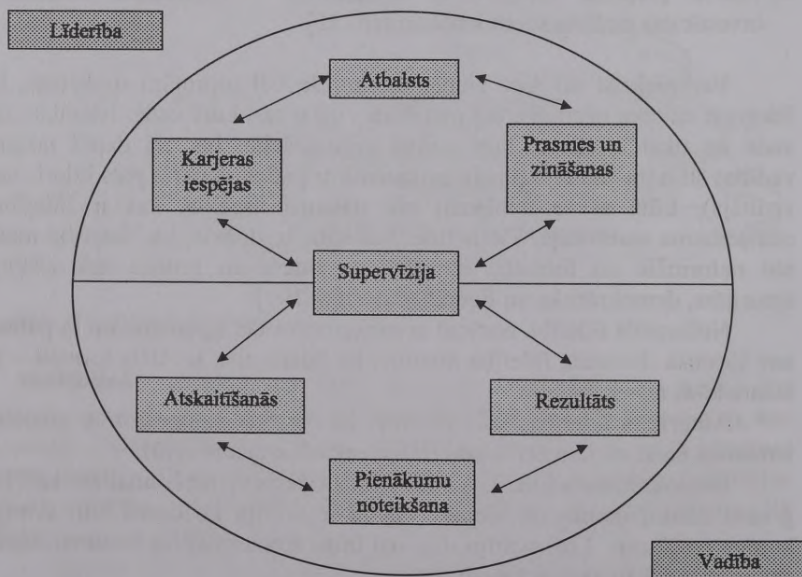 Līderība
Atbalsts
Karjeras
iespējas
Prasmes un
zināšanas
Supervīzija
Atskaitīšanās
Rezultāts
Pienākumu
noteikšana
Vadība